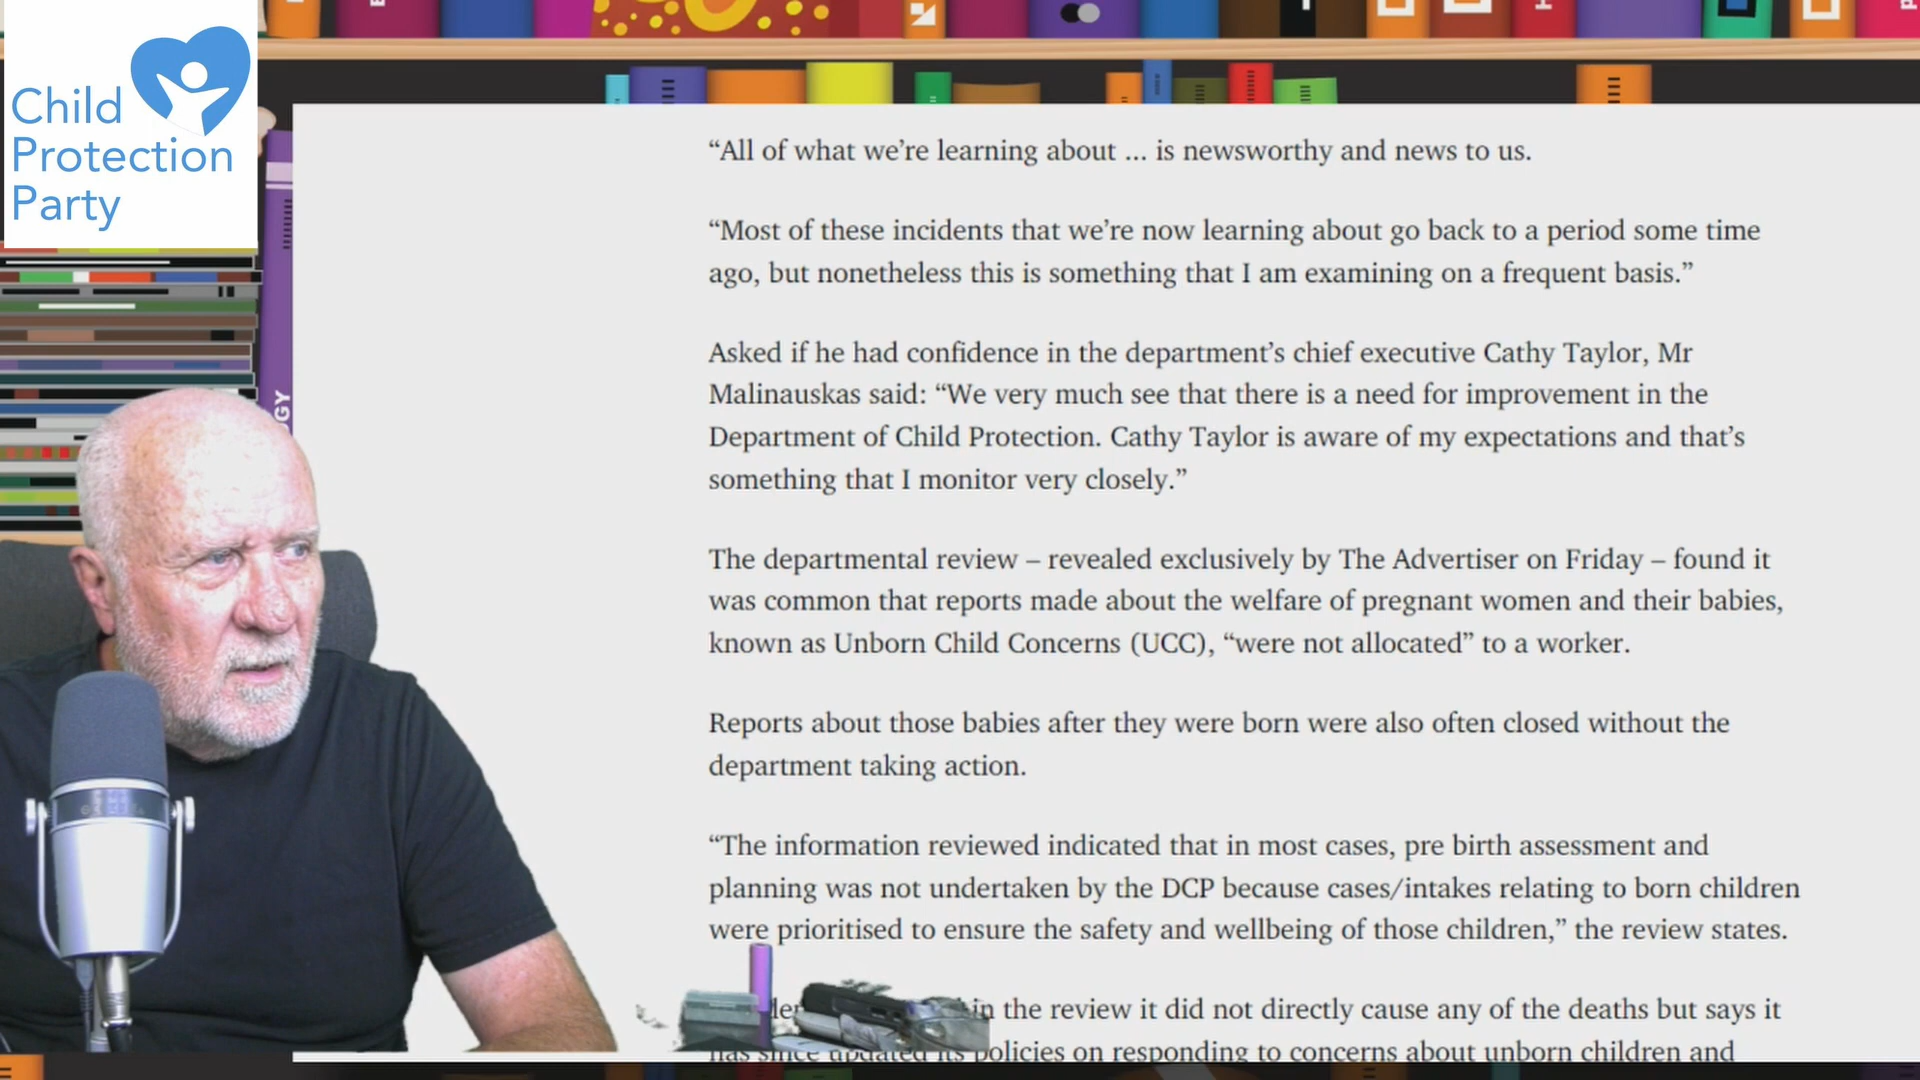 Child
Protection
Party
GY
“All of what we’re learning about ... is newsworthy and news to us.
“Most of these incidents that we’re now learning about go back to a period some time
ago, but nonetheless this is something that I am examining on a frequent basis.”
Asked if he had confidence in the department’s chief executive Cathy Taylor, Mr
Malinauskas said: “We very much see that there is a need for improvement in the
Department of Child Protection. Cathy Taylor is aware of my expectations and that’s
something that I monitor very closely.”
The departmental review – revealed exclusively by The Advertiser on Friday – found it
was common that reports made about the welfare of pregnant women and their babies,
known as Unborn Child Concerns (UCC), “were not allocated” to a worker.
Reports about those babies after they were born were also often closed without the
department taking action.
“The information reviewed indicated that in most cases, pre birth assessment and
planning was not undertaken by the DCP because cases/intakes relating to born children
were prioritised to ensure the safety and wellbeing of those children,” the review states.
in the review it did not directly cause any of the deaths but says it
has since updated its policies on responding to concerns about unborn children and